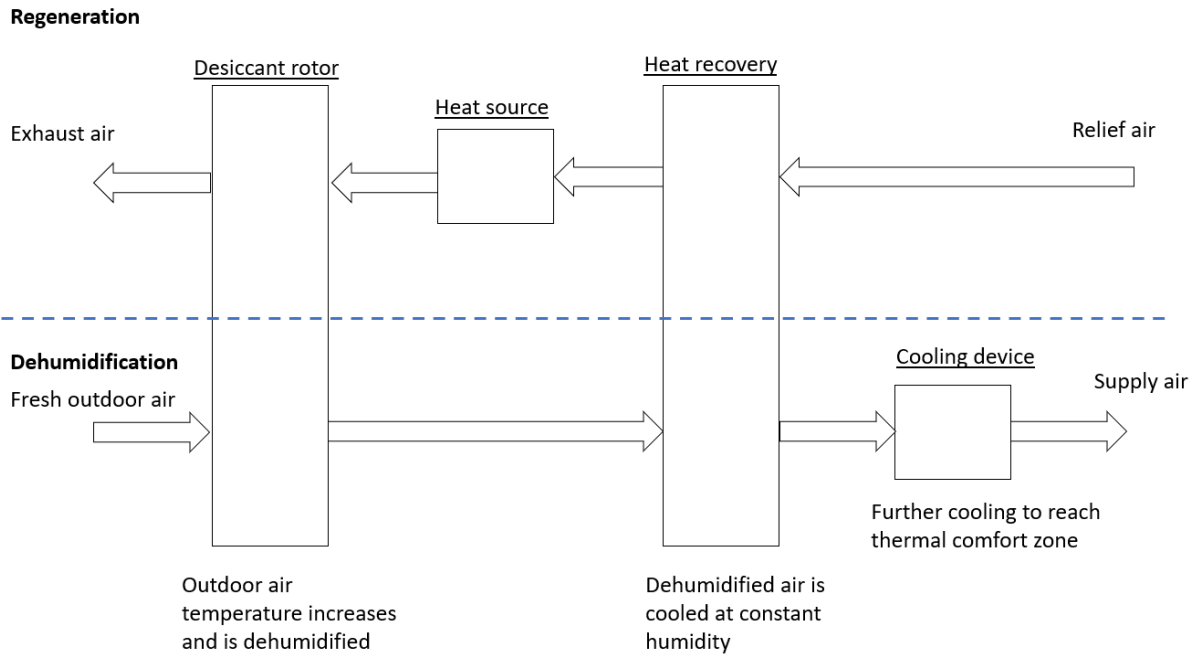 Regeneration
Desiccant rotor
Heat recovery
Heat source
Exhaust air
Relief air
Dehumidification
Cooling device
Fresh outdoor air
Supply air
Further cooling to reach
thermal comfort zone
Outdoor air
temperature increases
and is dehumidified
Dehumidified air is
cooled at constant
humidity